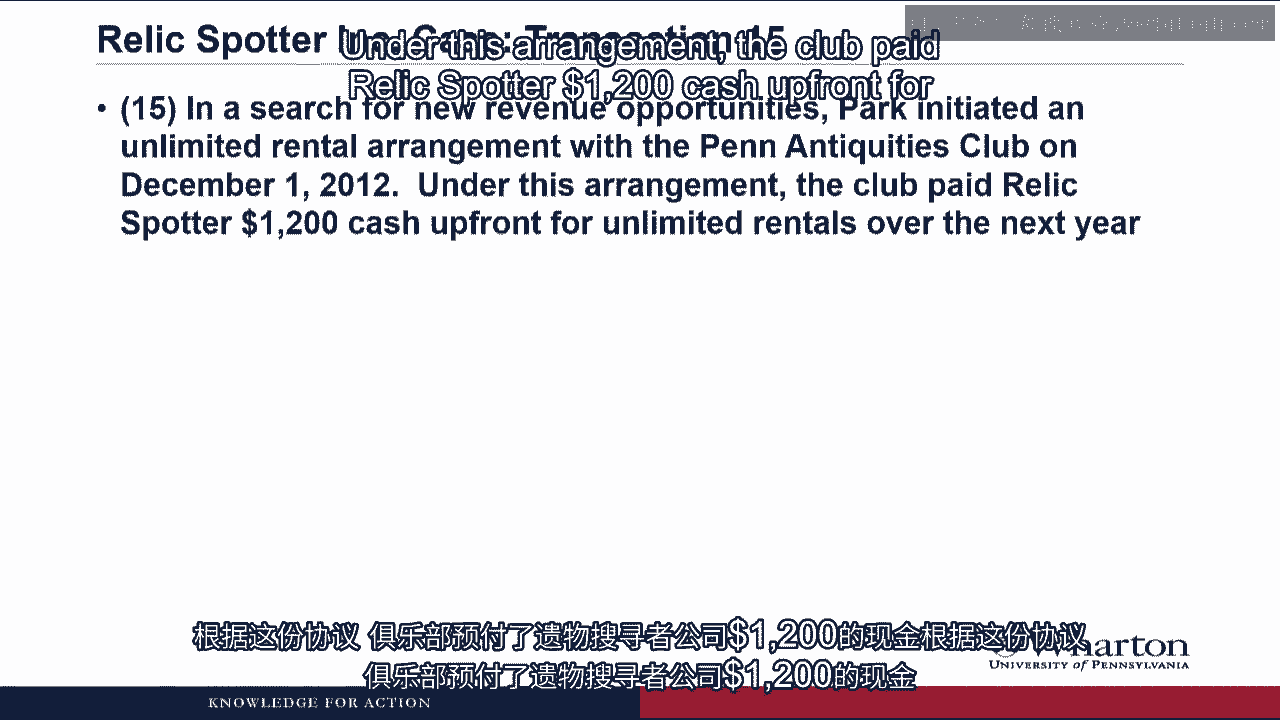 Relic Spotter Inc. Case: Transaction 15
Under this arrangement, the club paid
Relic Spotter $1,200 cash upfront for
• (15) In a search for new revenue opportunities, Park initiated an
unlimited rental arrangement with the Penn Antiquities Club on
December 1, 2012. Under this arrangement, the club paid Relic
Spotter $1,200 cash upfront for unlimited rentals over the next year
根据这份协议 俱乐部预付了遗物搜寻者公司$1,200的现金根据这份协议
俱乐部预付了遗物搜寻者公司$1,200的现金
Wharton
UNIVERSITY of PENNSYLVANIA
KNOWLEDGE FOR ACTION